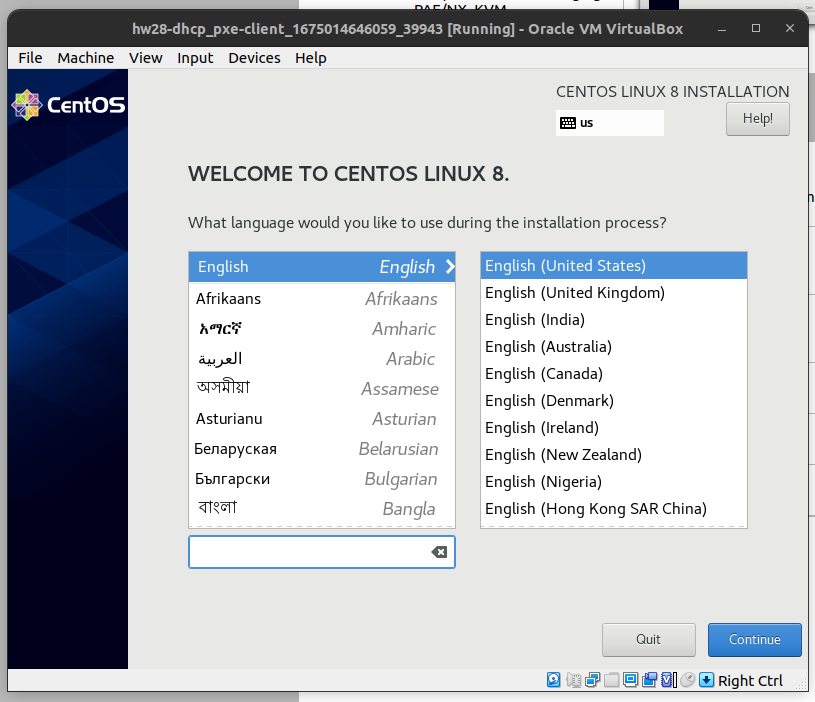 PAE/NX, KVM
hw28-dhcp_pxe-client_1675014646059_39943 [Running] - Oracle VM VirtualBox
File Machine View Input Devices Help
CentOS
CENTOS LINUX 8 INSTALLATION
us
Help!
WELCOME TO CENTOS LINUX 8.
What language would you like to use during the installation process?
English English
Afrikaans Afrikaans
አማርኛ Amharic
العربية Arabic
অসমীয়া Assamese
Asturianu Asturian
Беларуская Belarusian
Български Bulgarian
বাংলা Bangla
English (United States)
English (United Kingdom)
English (India)
English (Australia)
English (Canada)
English (Denmark)
English (Ireland)
English (New Zealand)
English (Nigeria)
English (Hong Kong SAR China)
Quit
Continue
Right Ctrl